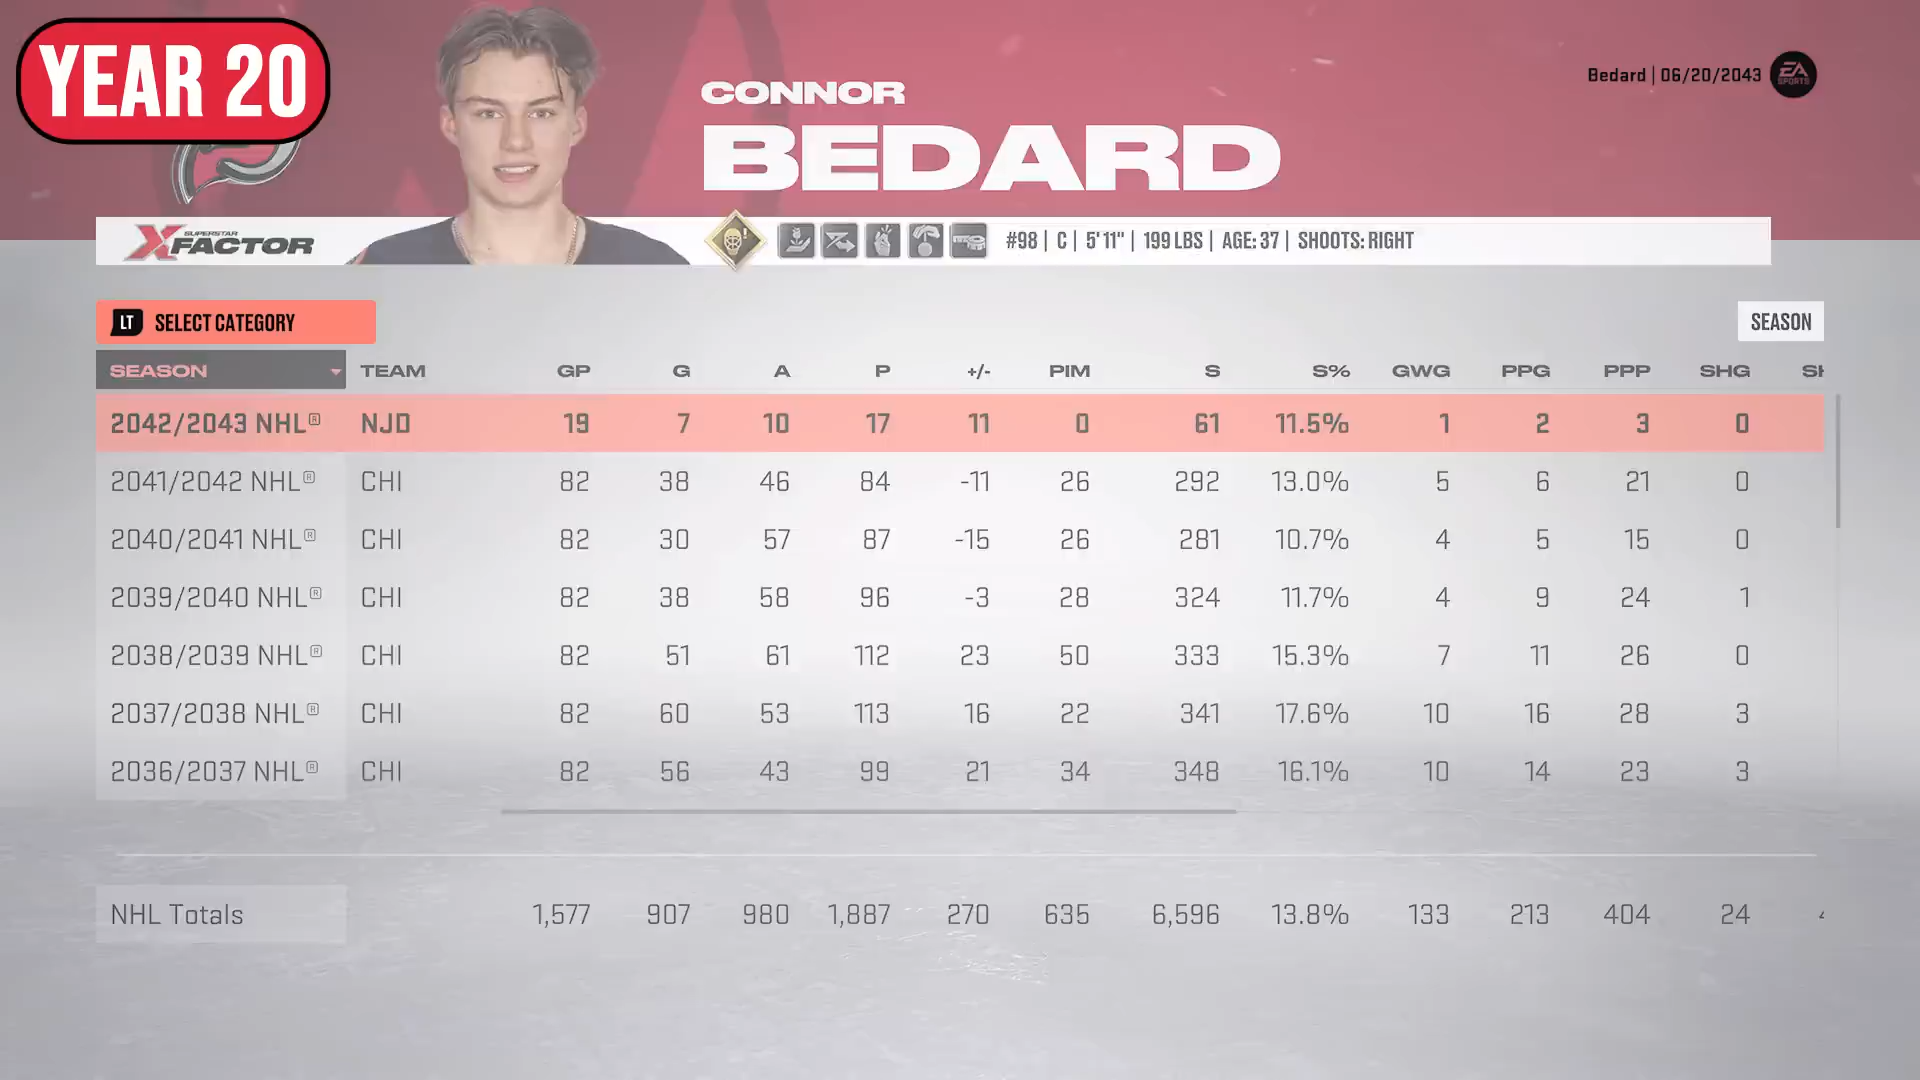 YEAR 20
CONNOR
BEDARD
Bedard | 06/20/2043
EA SPORTS
SUPERSTAR
X FACTOR
#98 | C | 5' 11" | 199 LBS | AGE: 37 | SHOOTS: RIGHT
LT SELECT CATEGORY
SEASON
SEASON TEAM GP G A P +/- PIM S S% GWG PPG PPP SHG
2042/2043 NHL® NJD 19 7 10 17 11 0 61 11.5% 1 2 3 0
2041/2042 NHL® CHI 82 38 46 84 -11 26 292 13.0% 5 6 21 0
2040/2041 NHL® CHI 82 30 57 87 -15 26 281 10.7% 4 5 15 0
2039/2040 NHL® CHI 82 38 58 96 -3 28 324 11.7% 4 9 24 1
2038/2039 NHL® CHI 82 51 61 112 23 50 333 15.3% 7 11 26 0
2037/2038 NHL® CHI 82 60 53 113 16 22 341 17.6% 10 16 28 3
2036/2037 NHL® CHI 82 56 43 99 21 34 348 16.1% 10 14 23 3
NHL Totals 1,577 907 980 1,887 270 635 6,596 13.8% 133 213 404 24